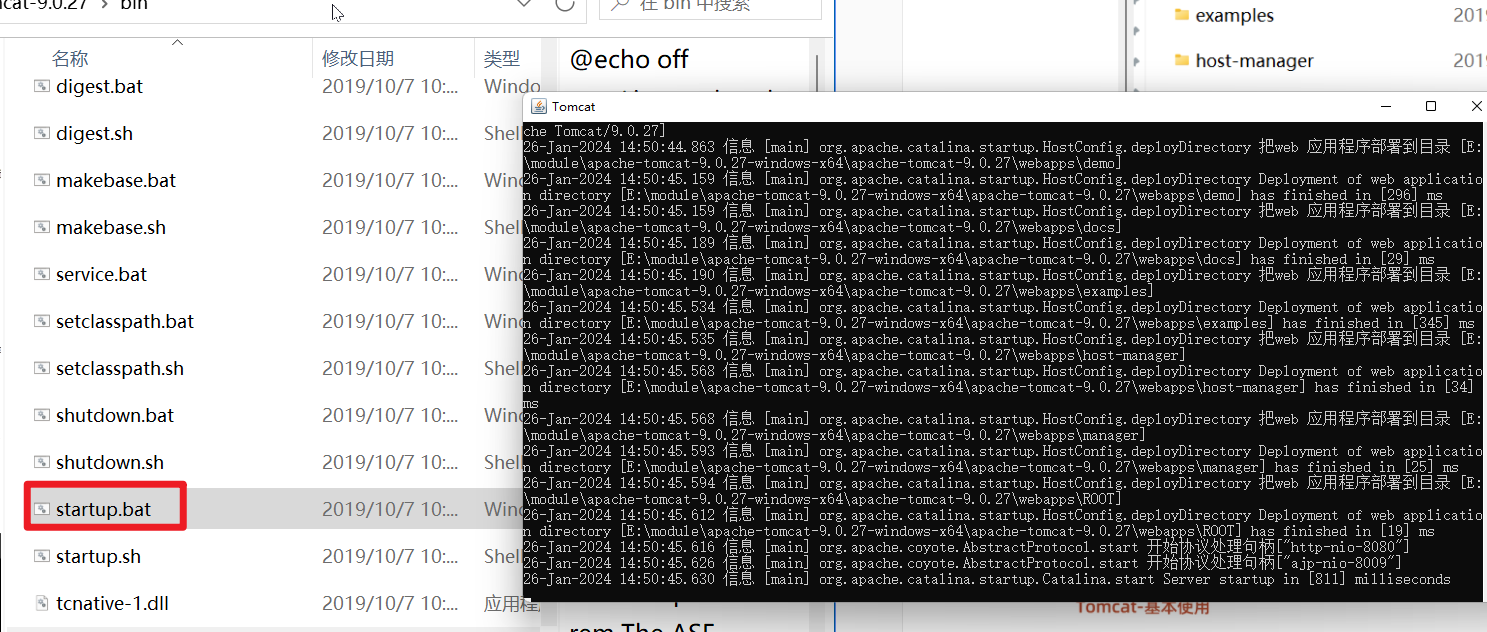 mcat-9.0.27 > bin
在 bin 中搜索
examples
2019
host-manager
2019
名称 修改日期 类型
digest.bat 2019/10/7 10:... Windo
digest.sh 2019/10/7 10:... Shell
makebase.bat 2019/10/7 10:... Wind
makebase.sh 2019/10/7 10:... Shell
service.bat 2019/10/7 10:... Wind
setclasspath.bat 2019/10/7 10:... Wind
setclasspath.sh 2019/10/7 10:... Shell
shutdown.bat 2019/10/7 10:... Wind
shutdown.sh 2019/10/7 10:... Shell
startup.bat 2019/10/7 10:... Wind
startup.sh 2019/10/7 10:... Shell
tcnative-1.dll 2019/10/7 10:... 应用程
@echo off
Tomcat
che Tomcat/9.0.27]
26-Jan-2024 14:50:44.863 信息 [main] org.apache.catalina.startup.HostConfig.deployDirectory 把web 应用程序部署到目录 [E:
\module\apache-tomcat-9.0.27-windows-x64\apache-tomcat-9.0.27\webapps\demo]
26-Jan-2024 14:50:45.159 信息 [main] org.apache.catalina.startup.HostConfig.deployDirectory Deployment of web applicatio
n directory [E:\module\apache-tomcat-9.0.27-windows-x64\apache-tomcat-9.0.27\webapps\demo] has finished in [296] ms
26-Jan-2024 14:50:45.159 信息 [main] org.apache.catalina.startup.HostConfig.deployDirectory 把web 应用程序部署到目录 [E:
\module\apache-tomcat-9.0.27-windows-x64\apache-tomcat-9.0.27\webapps\docs]
26-Jan-2024 14:50:45.189 信息 [main] org.apache.catalina.startup.HostConfig.deployDirectory Deployment of web applicatio
n directory [E:\module\apache-tomcat-9.0.27-windows-x64\apache-tomcat-9.0.27\webapps\docs] has finished in [29] ms
26-Jan-2024 14:50:45.190 信息 [main] org.apache.catalina.startup.HostConfig.deployDirectory 把web 应用程序部署到目录 [E:
\module\apache-tomcat-9.0.27-windows-x64\apache-tomcat-9.0.27\webapps\examples]
26-Jan-2024 14:50:45.534 信息 [main] org.apache.catalina.startup.HostConfig.deployDirectory Deployment of web applicatio
n directory [E:\module\apache-tomcat-9.0.27-windows-x64\apache-tomcat-9.0.27\webapps\examples] has finished in [345] ms
26-Jan-2024 14:50:45.535 信息 [main] org.apache.catalina.startup.HostConfig.deployDirectory 把web 应用程序部署到目录 [E:
\module\apache-tomcat-9.0.27-windows-x64\apache-tomcat-9.0.27\webapps\host-manager]
26-Jan-2024 14:50:45.568 信息 [main] org.apache.catalina.startup.HostConfig.deployDirectory Deployment of web applicatio
n directory [E:\module\apache-tomcat-9.0.27-windows-x64\apache-tomcat-9.0.27\webapps\host-manager] has finished in [34]
ms
26-Jan-2024 14:50:45.568 信息 [main] org.apache.catalina.startup.HostConfig.deployDirectory 把web 应用程序部署到目录 [E:
\module\apache-tomcat-9.0.27-windows-x64\apache-tomcat-9.0.27\webapps\manager]
26-Jan-2024 14:50:45.593 信息 [main] org.apache.catalina.startup.HostConfig.deployDirectory Deployment of web applicatio
n directory [E:\module\apache-tomcat-9.0.27-windows-x64\apache-tomcat-9.0.27\webapps\manager] has finished in [25] ms
26-Jan-2024 14:50:45.594 信息 [main] org.apache.catalina.startup.HostConfig.deployDirectory 把web 应用程序部署到目录 [E:
\module\apache-tomcat-9.0.27-windows-x64\apache-tomcat-9.0.27\webapps\ROOT]
26-Jan-2024 14:50:45.612 信息 [main] org.apache.catalina.startup.HostConfig.deployDirectory Deployment of web applicatio
n directory [E:\module\apache-tomcat-9.0.27-windows-x64\apache-tomcat-9.0.27\webapps\ROOT] has finished in [19] ms
26-Jan-2024 14:50:45.616 信息 [main] org.apache.coyote.AbstractProtocol.start 开始协议处理句柄["http-nio-8080"]
26-Jan-2024 14:50:45.626 信息 [main] org.apache.coyote.AbstractProtocol.start 开始协议处理句柄["ajp-nio-8009"]
26-Jan-2024 14:50:45.630 信息 [main] org.apache.catalina.startup.Catalina.start Server startup in [811] milliseconds
Tomcat-基本使用
rem The ASF